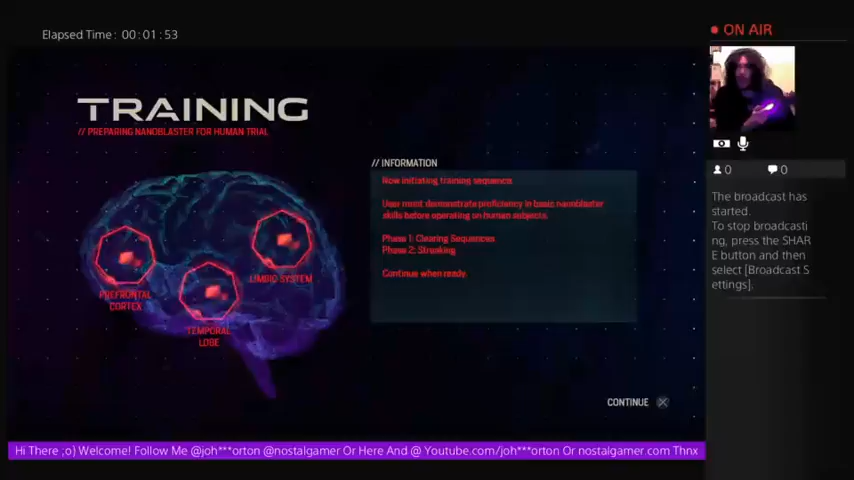 Elapsed Time: 00:01:53
ON AIR
TRAINING
// PREPARING NANOBLASTER FOR HUMAN TRIAL
// INFORMATION
Now initiating training sequence.
User must demonstrate proficiency in basic nanoblaster
skills before operating on human subjects.
Phase 1: Clearing Sequences
Phase 2: Streaking
Continue when ready.
PREFRONTAL
CORTEX
LIMBIC SYSTEM
TEMPORAL
LOBE
CONTINUE
0
0
The broadcast has
started.
To stop broadcasti
ng, press the SHAR
E button and then
select [Broadcast S
ettings].
Hi There ;o) Welcome! Follow Me @joh***orton @nostalgamer Or Here And @ Youtube.com/joh***orton Or nostalgamer.com Thnx